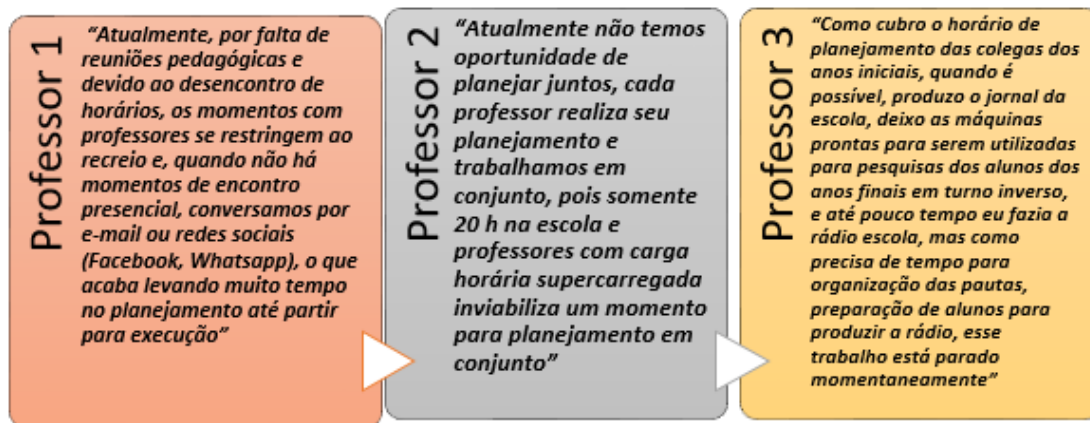 Professor 1
“Atualmente, por falta de
reuniões pedagógicas e
devido ao desencontro de
horários, os momentos com
professores se restringem ao
recreio e, quando não há
momentos de encontro
presencial, conversamos por
e-mail ou redes sociais
(Facebook, Whatsapp), o que
acaba levando muito tempo
no planejamento até partir
para execução”
Professor 2
“Atualmente não temos
oportunidade de
planejar juntos, cada
professor realiza seu
planejamento e
trabalhamos em
conjunto, pois somente
20 h na escola e
professores com carga
horária supercarregada
inviabiliza um momento
para planejamento em
conjunto”
Professor 3
“Como cubro o horário de
planejamento das colegas dos
anos iniciais, quando é
possível, produzo o jornal da
escola, deixo as máquinas
prontas para serem utilizadas
para pesquisas dos alunos dos
anos finais em turno inverso,
e até pouco tempo eu fazia a
rádio escola, mas como
precisa de tempo para
organização das pautas,
preparação de alunos para
produzir a rádio, esse
trabalho está parado
momentaneamente”